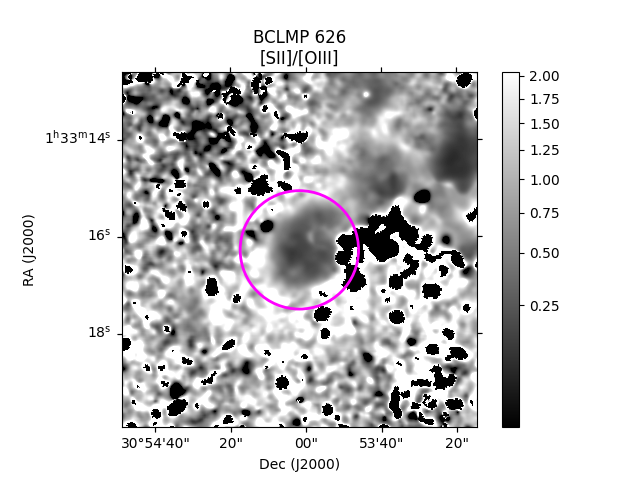 BCLMP 626
[SII]/[OIII]
1ʰ33ᵐ14ˢ
16ˢ
18ˢ
RA (J2000)
30°54'40" 20" 00" 53'40" 20"
Dec (J2000)
2.00
1.75
1.50
1.25
1.00
0.75
0.50
0.25